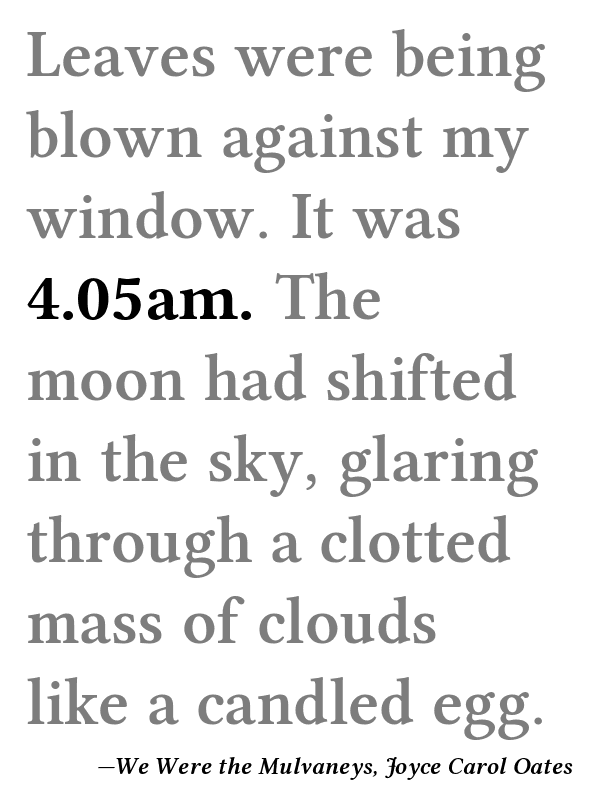 Leaves were being
blown against my
window. It was
4.05am. The
moon had shifted
in the sky, glaring
through a clotted
mass of clouds
like a candled egg.
—We Were the Mulvaneys, Joyce Carol Oates